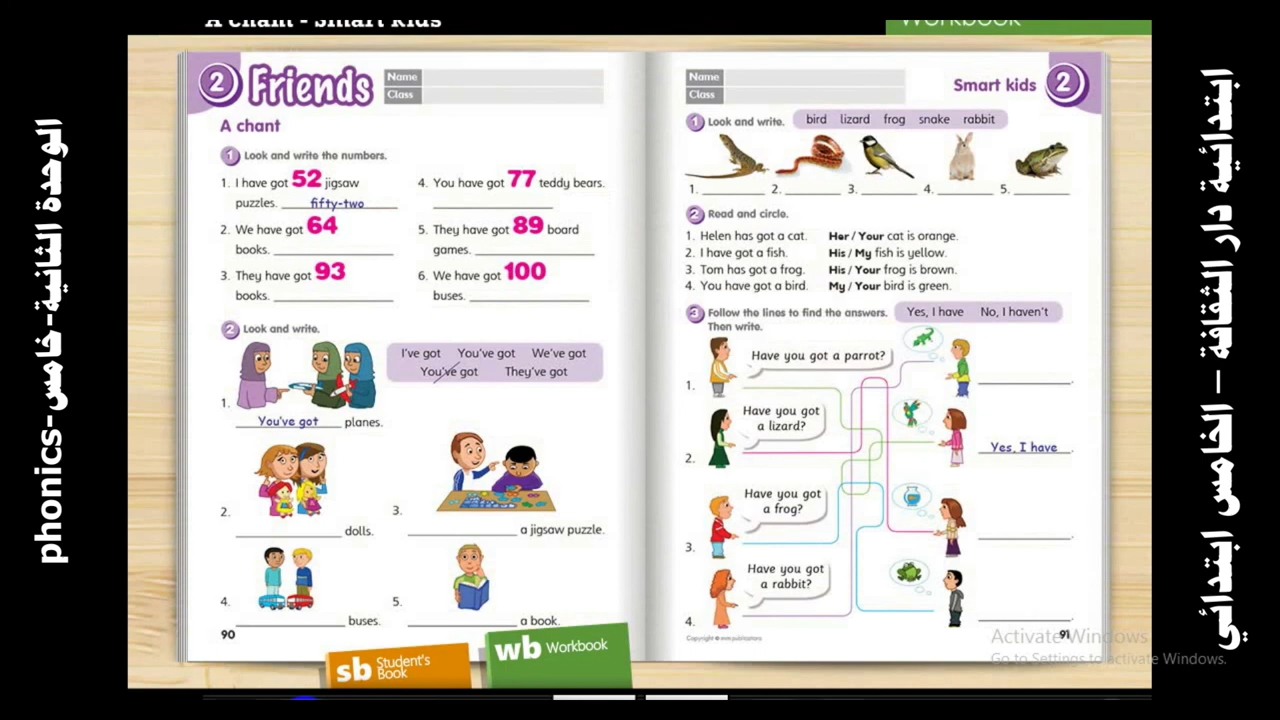 A chant - Smart Kids
Workbook
2 Friends
Name
Class
A chant
1 Look and write the numbers.
1. I have got 52 jigsaw
puzzles. fifty-two
2. We have got 64
books.
3. They have got 93
books.
4. You have got 77 teddy bears.
5. They have got 89 board
games.
6. We have got 100
buses.
2 Look and write.
I've got You've got We've got
You've got They've got
1.
You've got planes.
2.
dolls.
3.
a jigsaw puzzle.
4.
buses.
5.
a book.
90
sb Student's
Book
wb Workbook
Name
Class
Smart kids 2
1 Look and write.
bird lizard frog snake rabbit
1. 2. 3. 4. 5.
2 Read and circle.
1. Helen has got a cat. Her / Your cat is orange.
2. I have got a fish. His / My fish is yellow.
3. Tom has got a frog. His / Your frog is brown.
4. You have got a bird. My / Your bird is green.
3 Follow the lines to find the answers.
Then write.
Yes, I have No, I haven't
Have you got a parrot?
1.
Have you got
a lizard?
2.
Yes, I have.
Have you got
a frog?
3.
Have you got
a rabbit?
4.
Copyright © mm publications
91
Activate Windows
Go to Settings to activate Windows.
الوحدة الثانية-خامس-phonics
ابتدائية دار الثقافة – الخامس ابتدائي